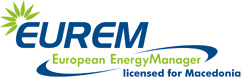 EUREM
European EnergyManager
licensed for Macedonia